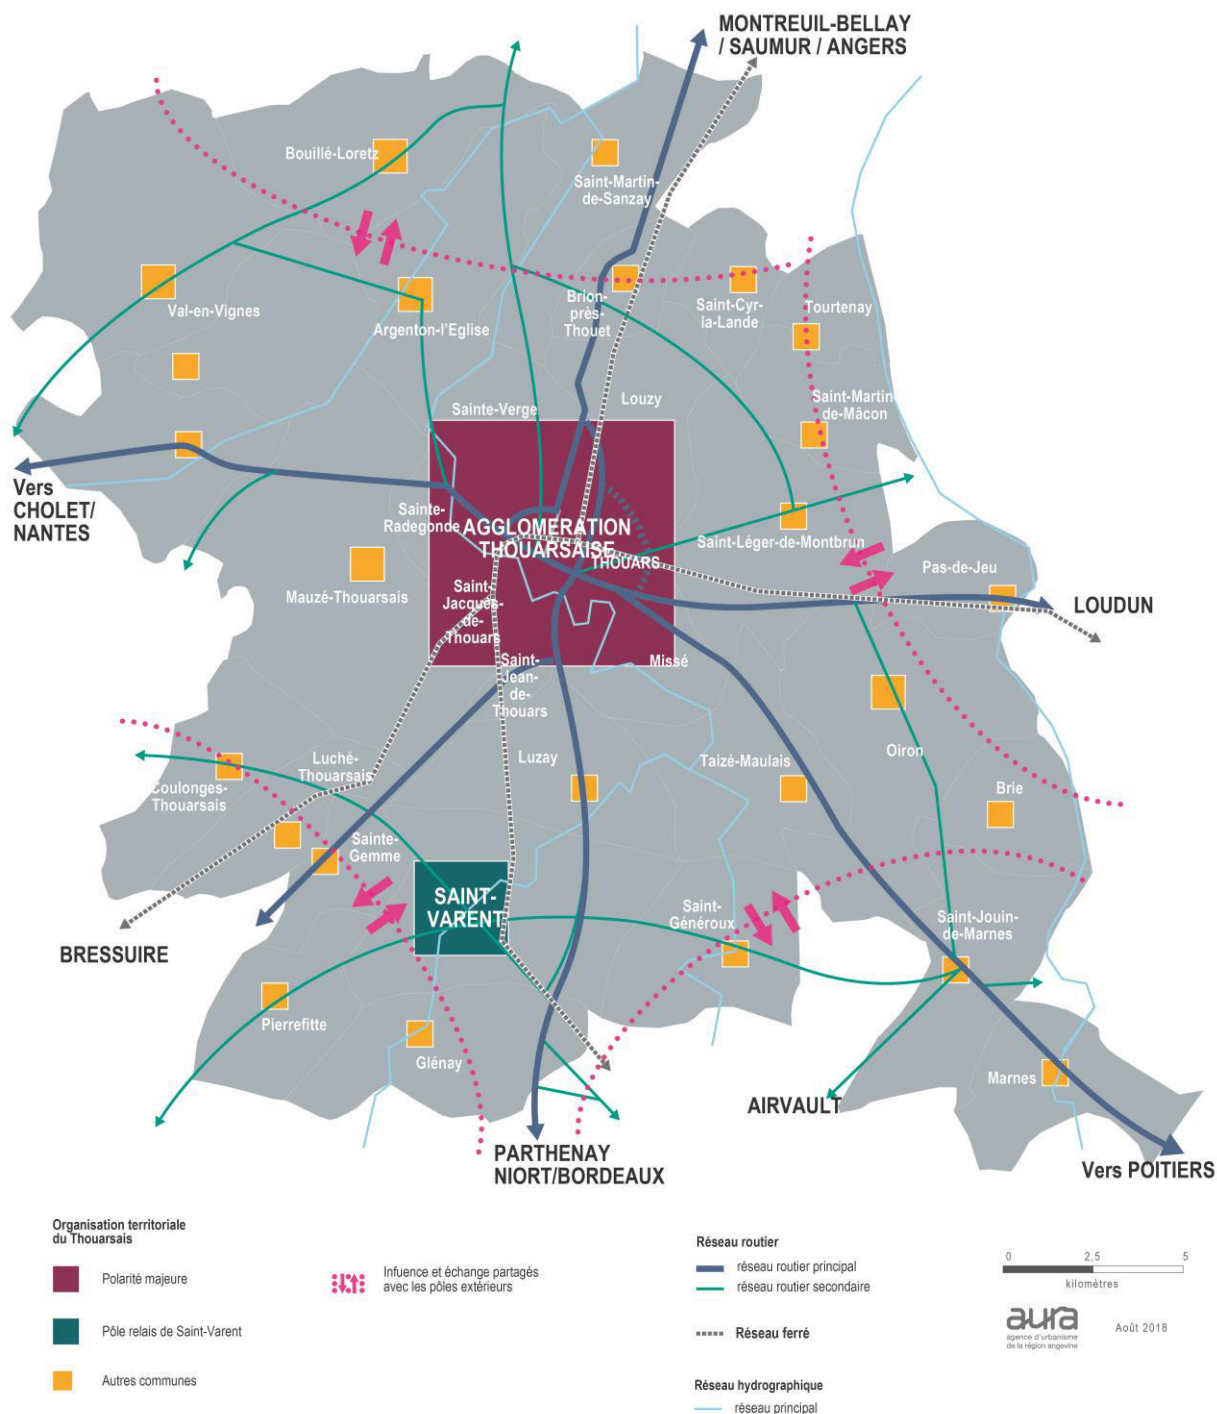 MONTREUIL-BELLAY
/ SAUMUR / ANGERS
Bouillé-Loretz
Saint-Martin-
de-Sanzay
Val-en-Vignes
Argenton-l'Eglise
Brion-
près-
Thouet
Saint-Cyr-
la-Lande
Tourtenay
Saint-Martin
de-Mâcon
Sainte-Verge
Louzy
Vers
CHOLET/
NANTES
Sainte-
Radegonde
AGGLOMÉRATION
THOUARSAISE
THOUARS
Saint-Léger-de-Montbrun
Pas-de-Jeu
LOUDUN
Mauzé-Thouarsais
Saint-
Jacques-
de-
Thouars
Saint-
Jean-
de-
Thouars
Missé
Oiron
Luché-
Thouarsais
Coulonges-
Thouarsais
Luzay
Taizé-Maulais
Brie
Sainte-
Gemme
SAINT-
VARENT
Saint-
Généroux
Saint-Jouin-
de-Marnes
BRESSUIRE
Pierrefitte
Glénay
Marnes
AIRVAULT
PARTHENAY
NIORT/BORDEAUX
Vers POITIERS
Organisation territoriale
du Thouarsais
Polarité majeure
Pôle relais de Saint-Varent
Autres communes
Infuence et échange partagés
avec les pôles extérieurs
Réseau routier
réseau routier principal
réseau routier secondaire
Réseau ferré
Réseau hydrographique
réseau principal
0 2,5 5
kilométres
aura
agence d'urbanisme
de la région angevine
Août 2018